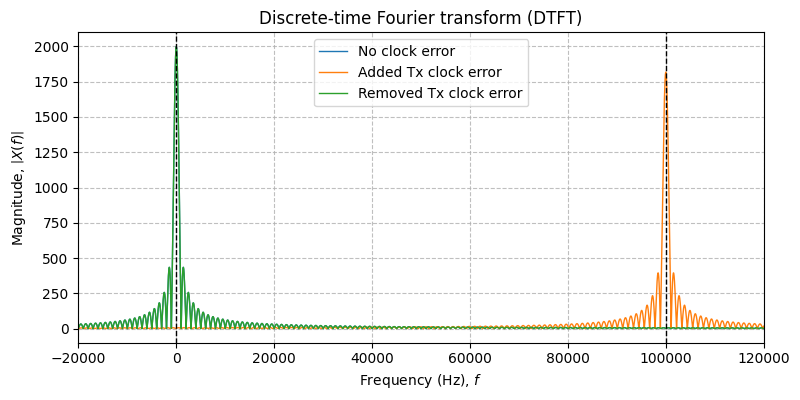 Discrete-time Fourier transform (DTFT)
Magnitude, |X(f)|
2000
1750
1500
1250
1000
750
500
250
0
No clock error
Added Tx clock error
Removed Tx clock error
−20000 0 20000 40000 60000 80000 100000 120000
Frequency (Hz), f